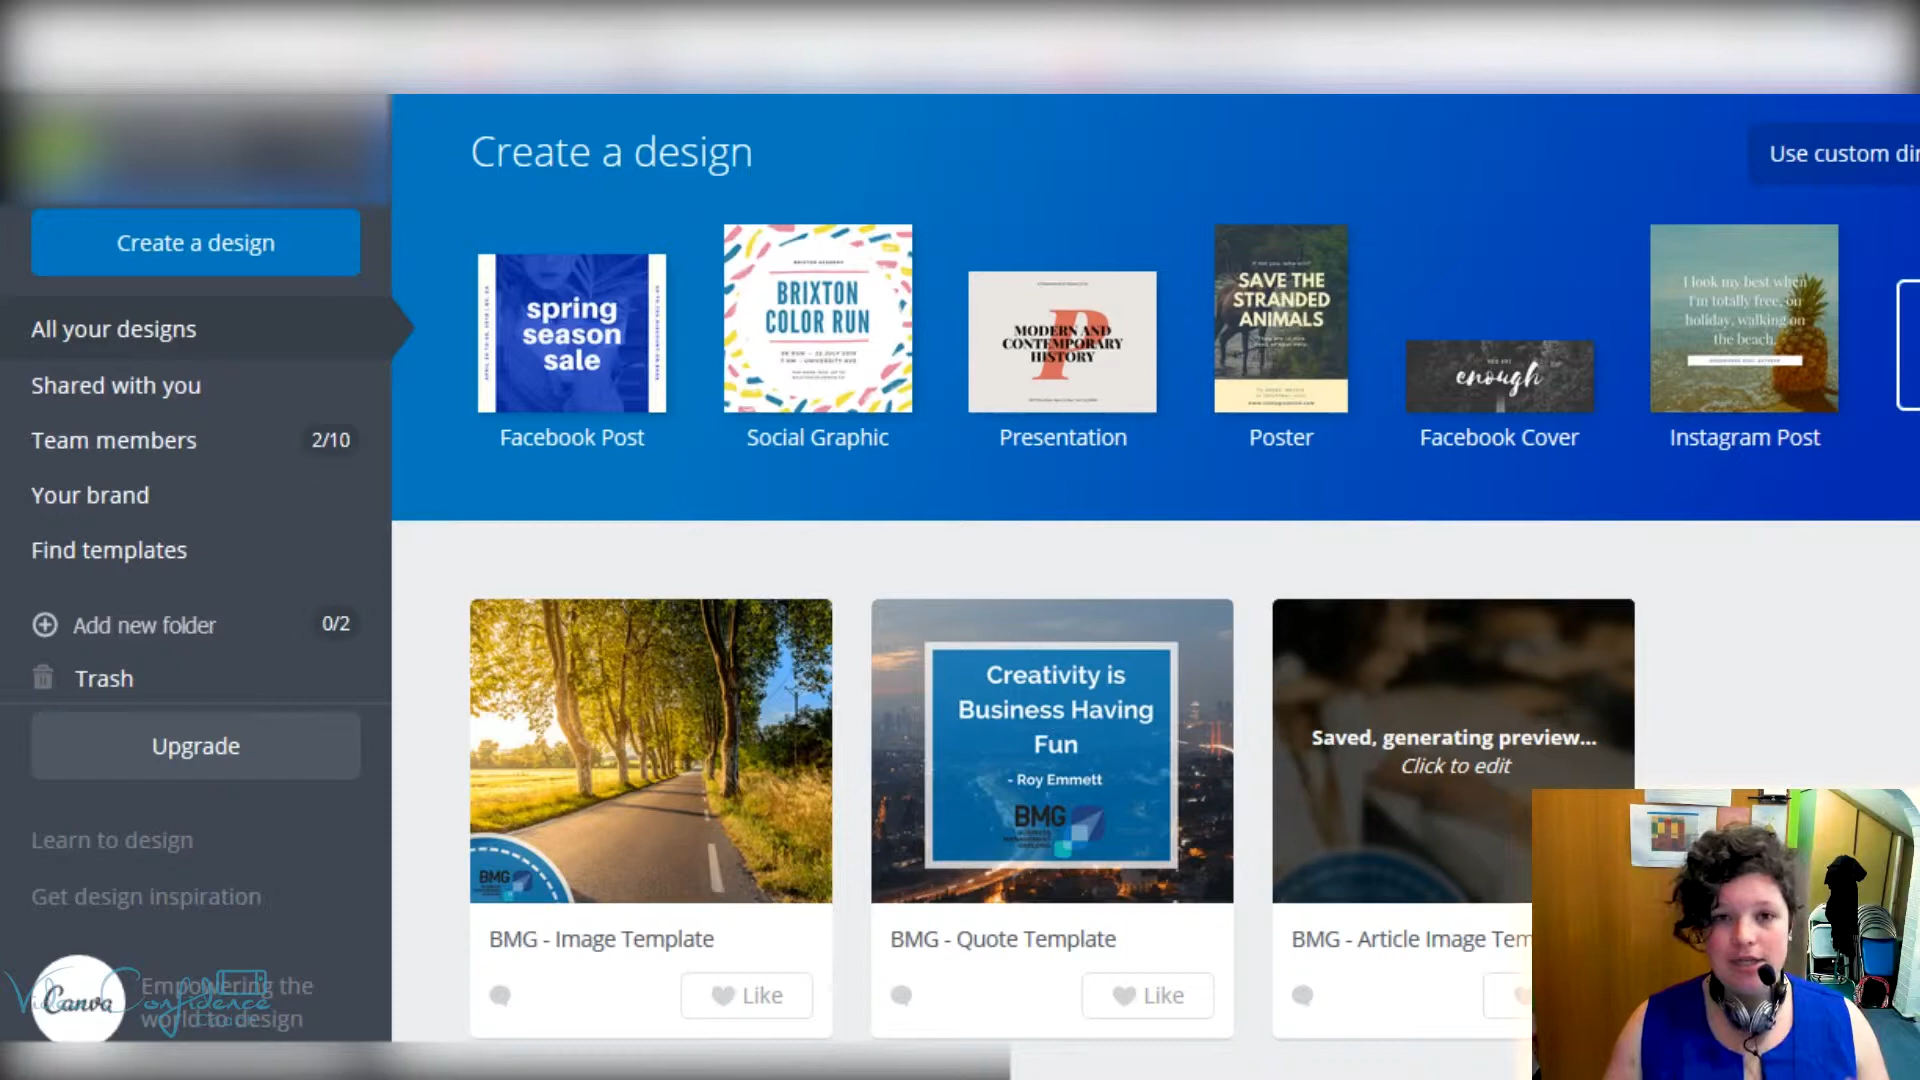 Create a design
Use custom dir
Create a design
All your designs
Shared with you
Team members 2/10
Your brand
Find templates
Add new folder 0/2
Trash
Upgrade
Learn to design
Get design inspiration
Canva
Empowering the
world to design
Video Confidence
Coach
spring
season
sale
Facebook Post
BRIXTON
COLOR RUN
Social Graphic
MODERN AND
CONTEMPORARY
HISTORY
P
Presentation
SAVE THE
STRANDED
ANIMALS
Poster
enough
Facebook Cover
I look my best when
I'm totally free, on
holiday, walking on
the beach.
Instagram Post
BMG
BMG - Image Template
Like
Creativity is
Business Having
Fun
- Roy Emmett
BMG
BMG - Quote Template
Like
Saved, generating preview...
Click to edit
BMG - Article Image Tem